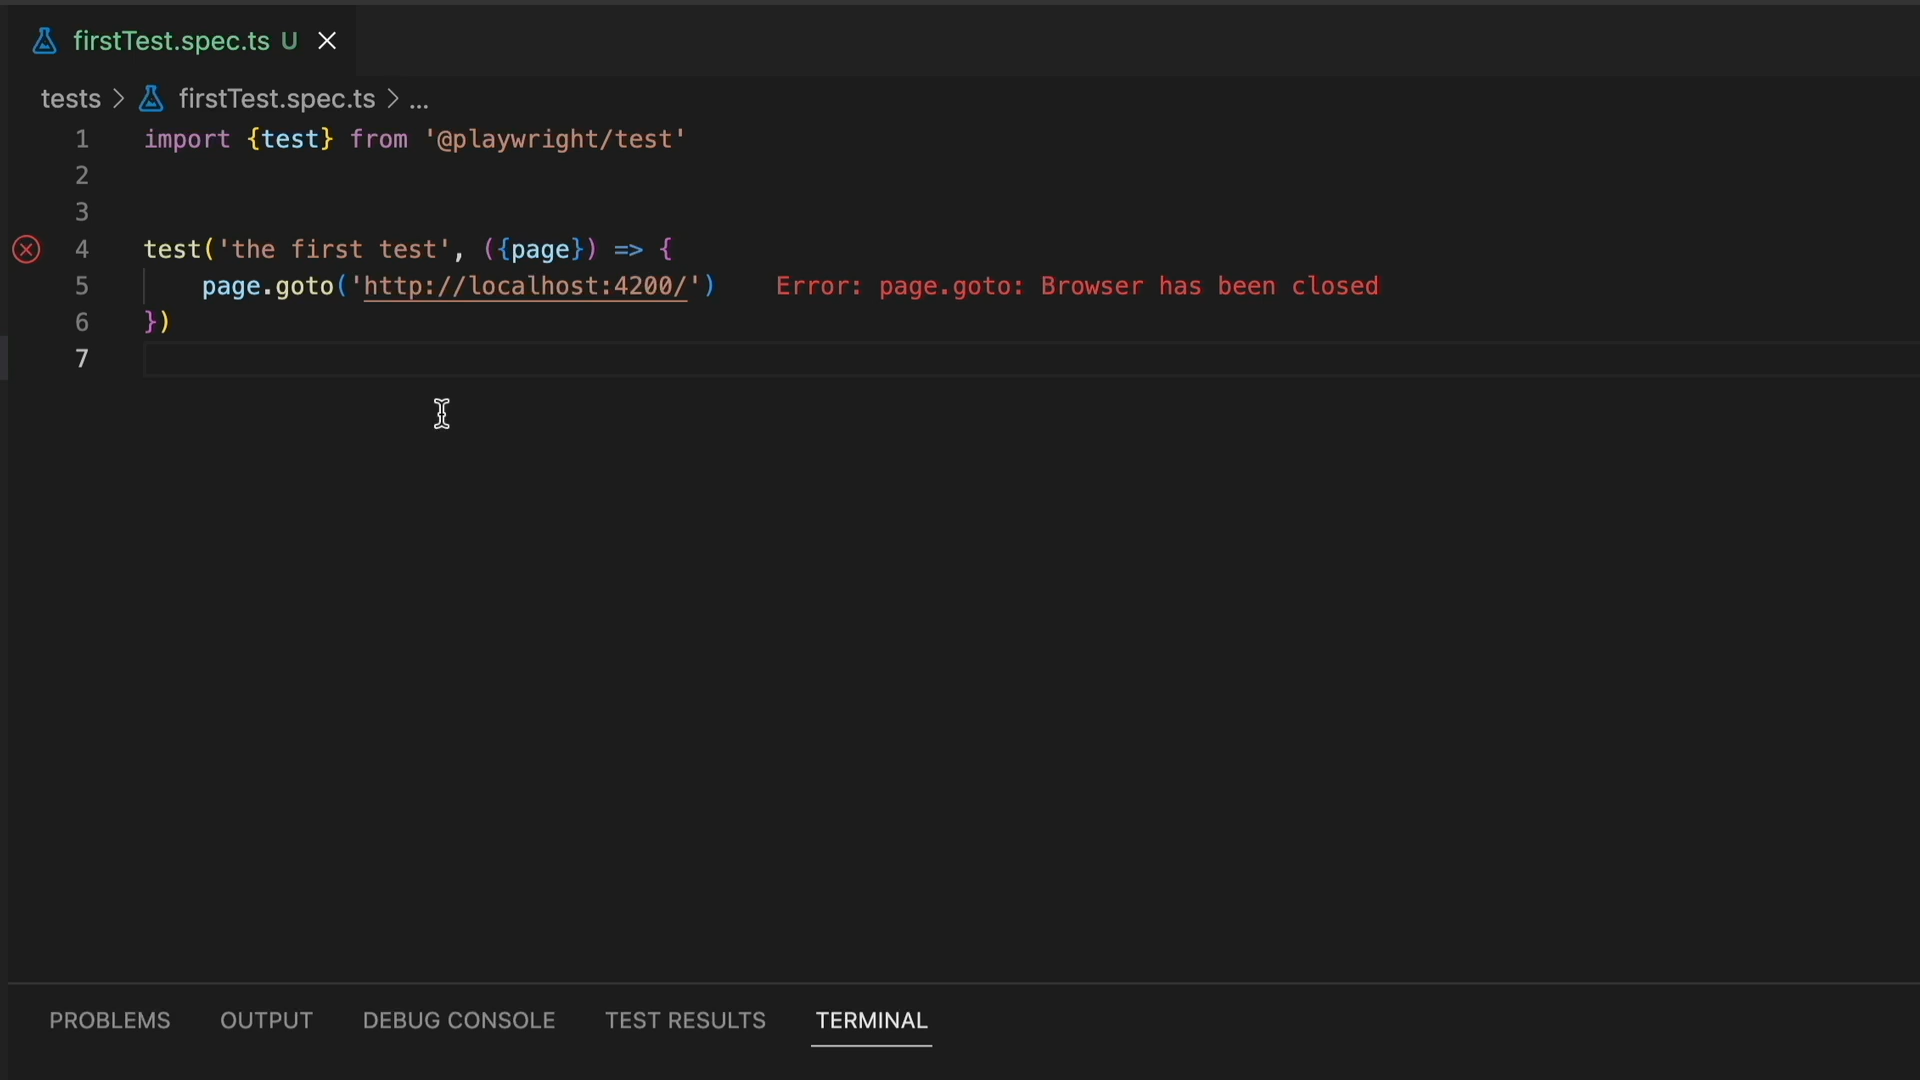 firstTest.spec.ts U
tests > firstTest.spec.ts > ...
1 import {test} from '@playwright/test'
2
3
4 test('the first test', ({page}) => {
5     page.goto('http://localhost:4200/')    Error: page.goto: Browser has been closed
6 })
7
PROBLEMS OUTPUT DEBUG CONSOLE TEST RESULTS TERMINAL